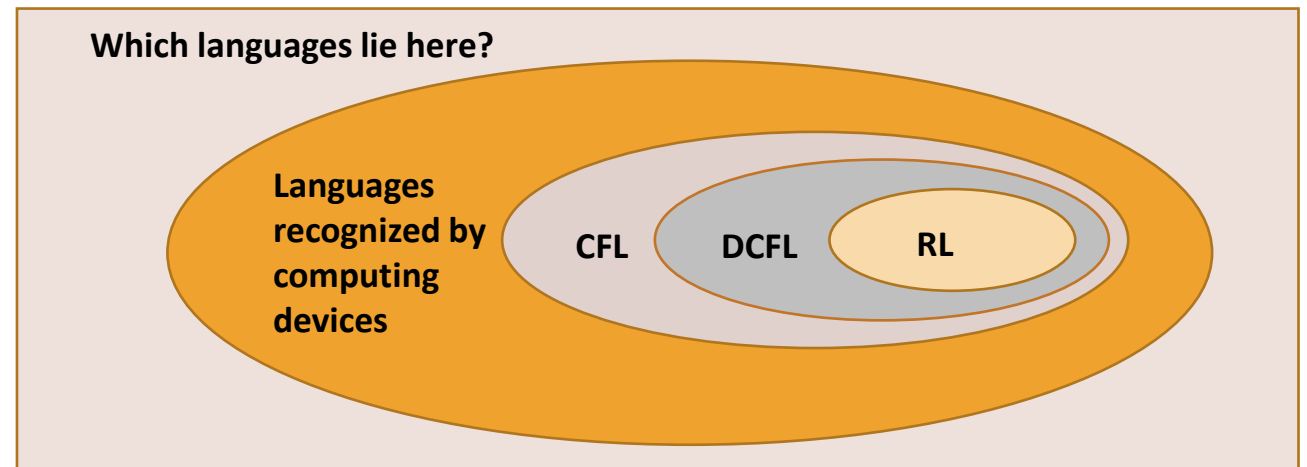 Which languages lie here?
Languages
recognized by
computing
devices
CFL
DCFL
RL